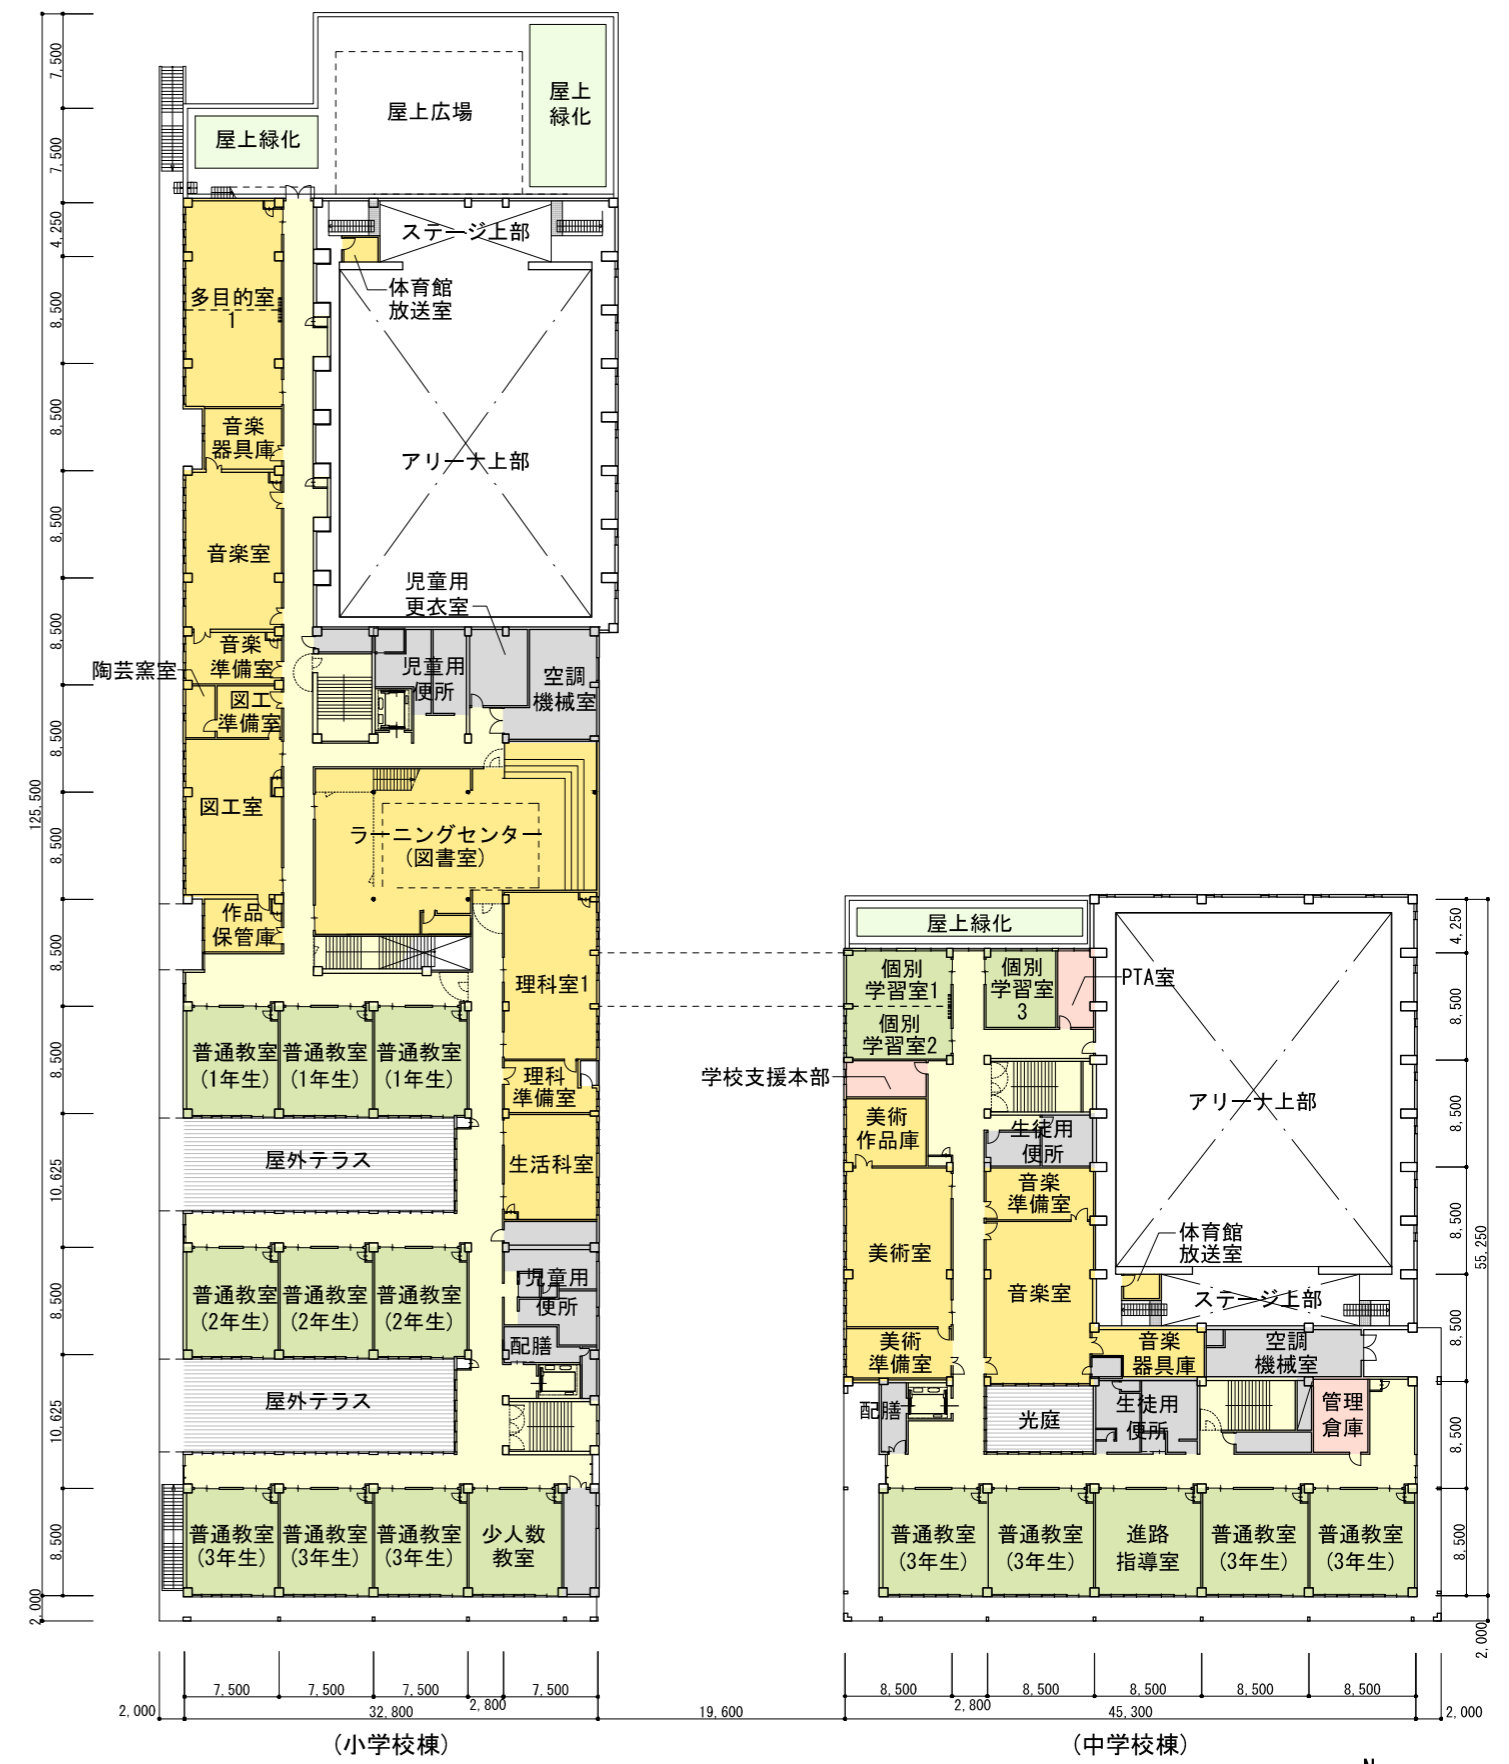 屋上広場
屋上
緑化
屋上緑化
ステージ上部
体育館
放送室
多目的室
1
音楽
器具庫
アリーナ上部
音楽室
児童用
更衣室
音楽
準備室
陶芸窯室
図工
準備室
児童用
便所
空調
機械室
図工室
ラーニングセンター
(図書室)
作品
保管庫
理科室1
普通教室
(1年生)
普通教室
(1年生)
普通教室
(1年生)
理科
準備室
屋外テラス
生活科室
普通教室
(2年生)
普通教室
(2年生)
普通教室
(2年生)
児童用
便所
配膳
屋外テラス
普通教室
(3年生)
普通教室
(3年生)
普通教室
(3年生)
少人数
教室
7,500
7,500
4,250
8,500
8,500
8,500
8,500
8,500
8,500
8,500
8,500
10,625
8,500
10,625
8,500
125,500
2,000
2,000
7,500
7,500
7,500
2,800
7,500
32,800
(小学校棟)
19,600
屋上緑化
個別
学習室1
個別
学習室2
個別
学習室
3
PTA室
学校支援本部
美術
作品庫
生徒用
便所
アリーナ上部
音楽
準備室
美術室
音楽室
体育館
放送室
ステージ上部
美術
準備室
音楽
器具庫
空調
機械室
配膳
光庭
生徒用
便所
管理
倉庫
普通教室
(3年生)
普通教室
(3年生)
進路
指導室
普通教室
(3年生)
普通教室
(3年生)
4,250
8,500
8,500
8,500
8,500
8,500
8,500
55,250
2,000
8,500
2,800
8,500
8,500
8,500
8,500
45,300
2,000
(中学校棟)